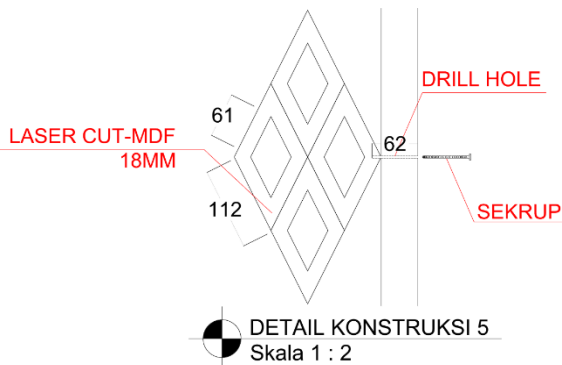 DRILL HOLE
61
62
LASER CUT-MDF
18MM
112
SEKRUP
DETAIL KONSTRUKSI 5
Skala 1 : 2